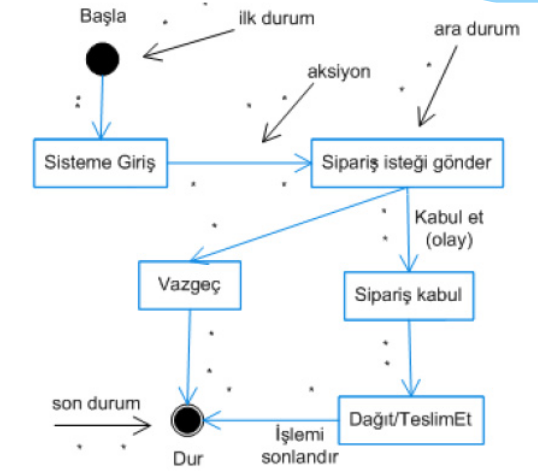 Başla
ilk durum
ara durum
aksiyon
Sisteme Giriş
Sipariş isteği gönder
Kabul et
(olay)
Vazgeç
Sipariş kabul
son durum
Dağıt/TeslimEt
İşlemi
sonlandır
Dur